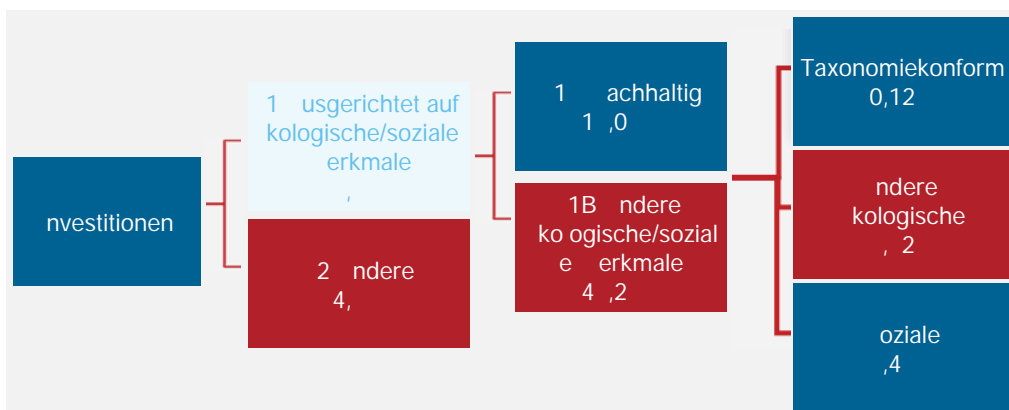 nvestitionen
1 usgerichtet auf
kologische/soziale
erkmale
,
2 ndere
4,
1 achhaltig
1 ,0
1B ndere
ko ogische/sozial
e erkmale
4 ,2
Taxonomiekonform
0,12
ndere
kologische
, 2
oziale
,4